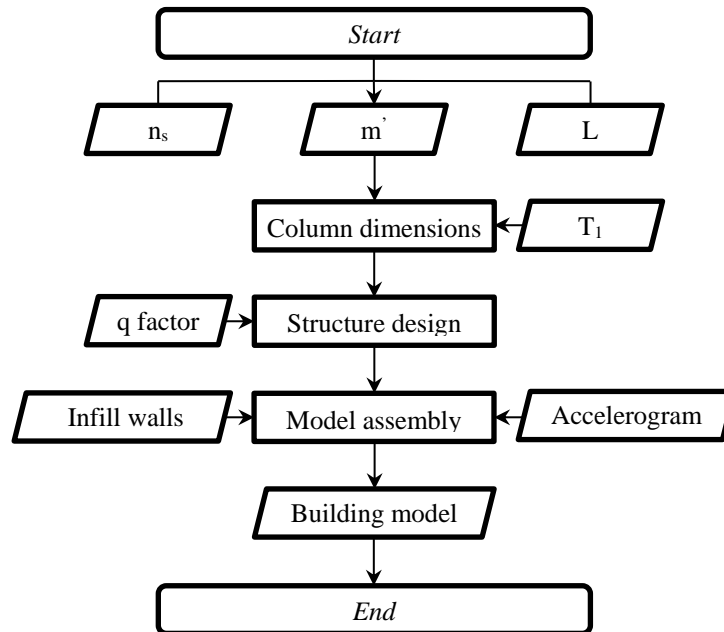 Start
nₛ
m’
L
Column dimensions
T₁
q factor
Structure design
Infill walls
Model assembly
Accelerogram
Building model
End